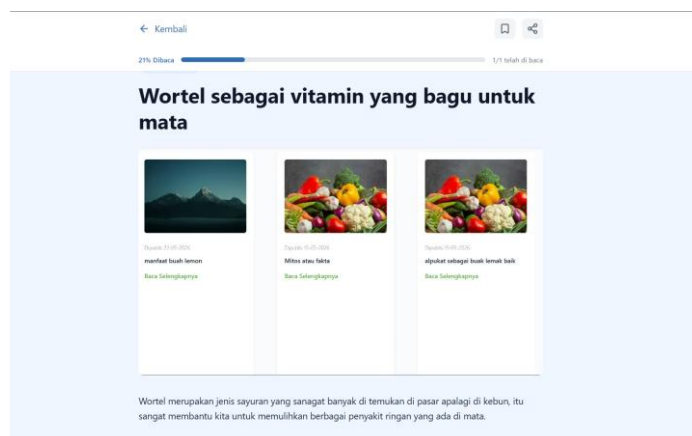 ← Kembali
21% Dibaca
1/1 telah di baca
Wortel sebagai vitamin yang bagu untuk
mata
manfaat buah lemon
Baca Selengkapnya
Mitos atau fakta
Baca Selengkapnya
alpukat sebagai buak lemak baik
Baca Selengkapnya
Wortel merupakan jenis sayuran yang sanagat banyak di temukan di pasar apalagi di kebun, itu
sangat membantu kita untuk memulihkan berbagai penyakit ringan yang ada di mata.